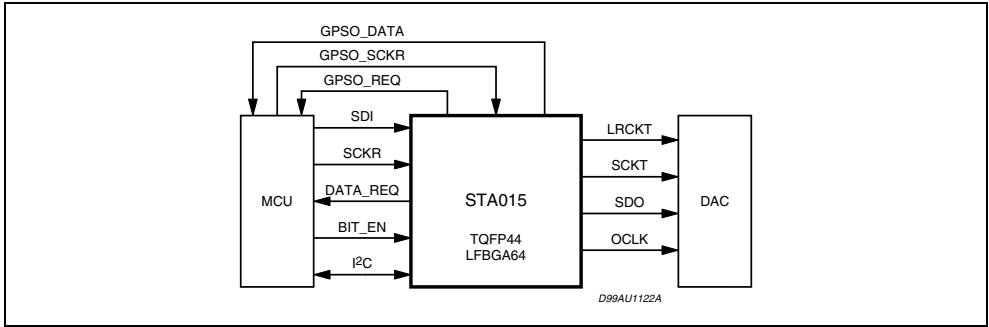 GPSO_DATA
GPSO_SCKR
GPSO_REQ
SDI
SCKR
DATA_REQ
BIT_EN
I²C
MCU
STA015
TQFP44
LFBGA64
LRCKT
SCKT
SDO
OCLK
DAC
D99AU1122A